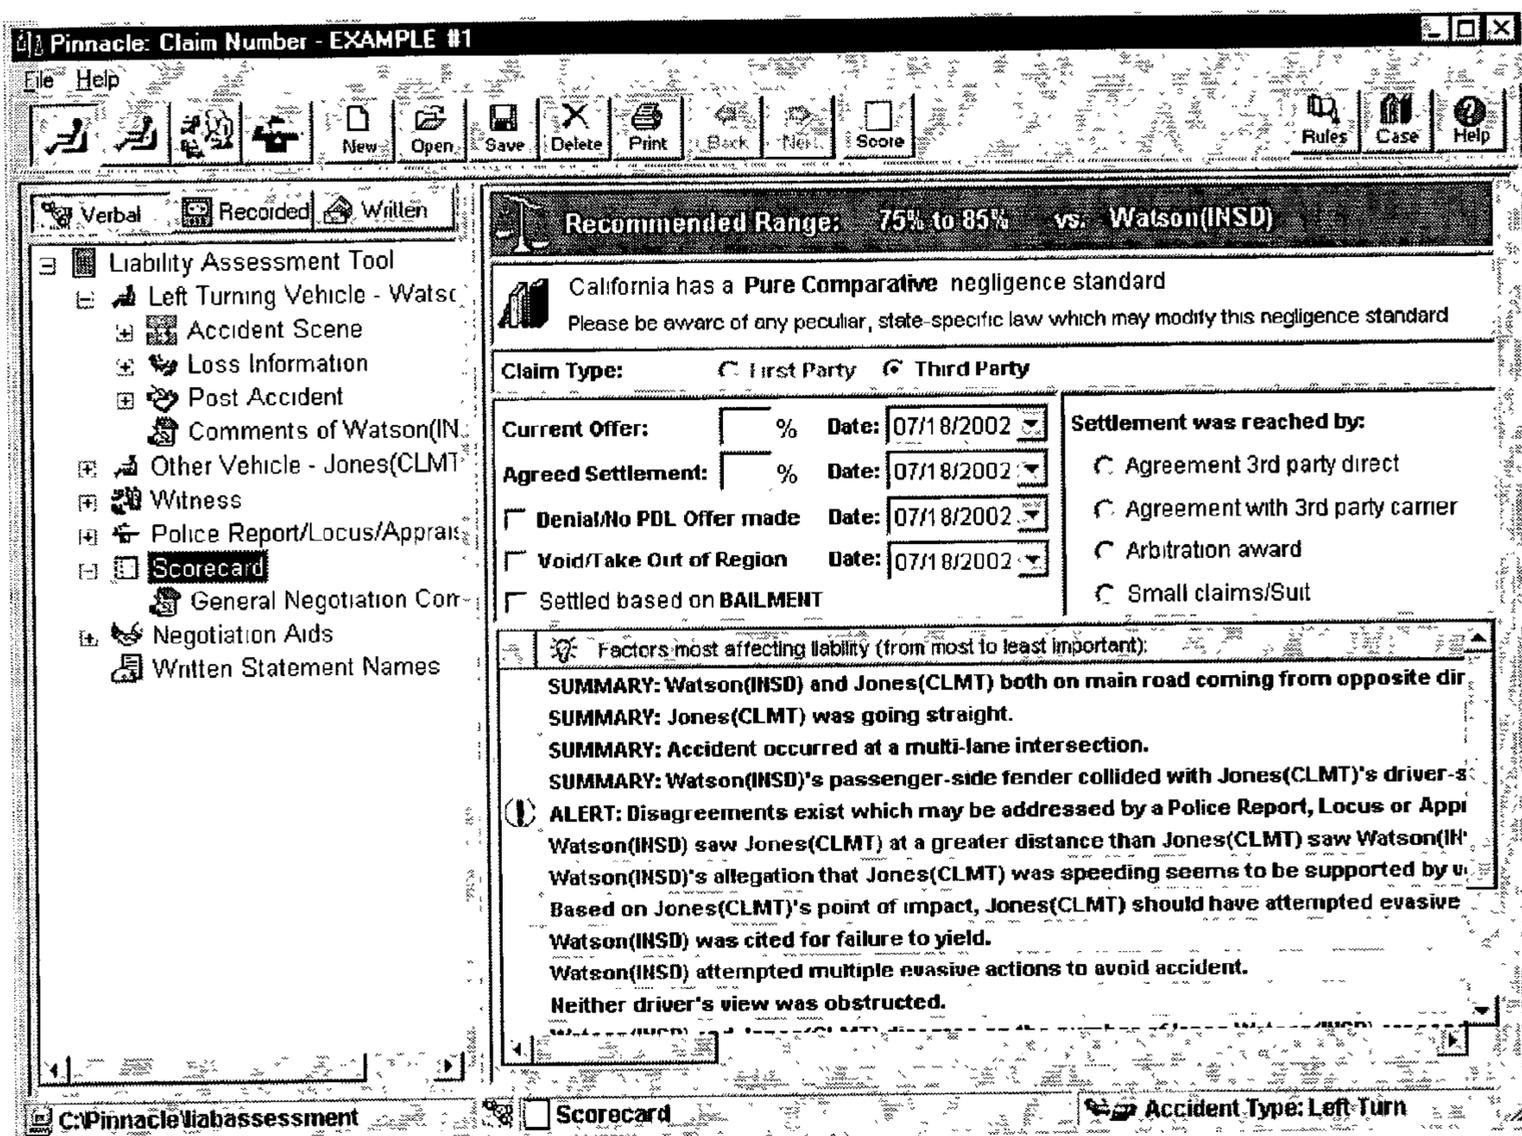 Pinnacle: Claim Number - EXAMPLE #1
File Help
New Open Save Delete Print Back Next Score Rules Case Help
Verbal Recorded Written
Liability Assessment Tool
Left Turning Vehicle - Watsc
Accident Scene
Loss Information
Post Accident
Comments of Watson(IN
Other Vehicle - Jones(CLMT
Witness
Police Report/Locus/Apprais
Scorecard
General Negotiation Com
Negotiation Aids
Written Statement Names
Recommended Range: 75% to 85% vs. Watson(INSD)
California has a Pure Comparative negligence standard
Please be aware of any peculiar, state-specific law which may modify this negligence standard
Claim Type: First Party Third Party
Current Offer: % Date: 07/18/2002
Agreed Settlement: % Date: 07/18/2002
Denial/No PDL Offer made Date: 07/18/2002
Void/Take Out of Region Date: 07/18/2002
Settled based on BAILMENT
Settlement was reached by:
Agreement 3rd party direct
Agreement with 3rd party carrier
Arbitration award
Small claims/Suit
Factors most affecting liability (from most to least important):
SUMMARY: Watson(INSD) and Jones(CLMT) both on main road coming from opposite dir
SUMMARY: Jones(CLMT) was going straight.
SUMMARY: Accident occurred at a multi-lane intersection.
SUMMARY: Watson(INSD)'s passenger-side fender collided with Jones(CLMT)'s driver-s
ALERT: Disagreements exist which may be addressed by a Police Report, Locus or Appr
Watson(INSD) saw Jones(CLMT) at a greater distance than Jones(CLMT) saw Watson(IN
Watson(INSD)'s allegation that Jones(CLMT) was speeding seems to be supported by
Based on Jones(CLMT)'s point of impact, Jones(CLMT) should have attempted evasive
Watson(INSD) was cited for failure to yield.
Watson(INSD) attempted multiple evasive actions to avoid accident.
Neither driver's view was obstructed.
C:\Pinnacle\liabassessment Scorecard Accident Type: Left Turn